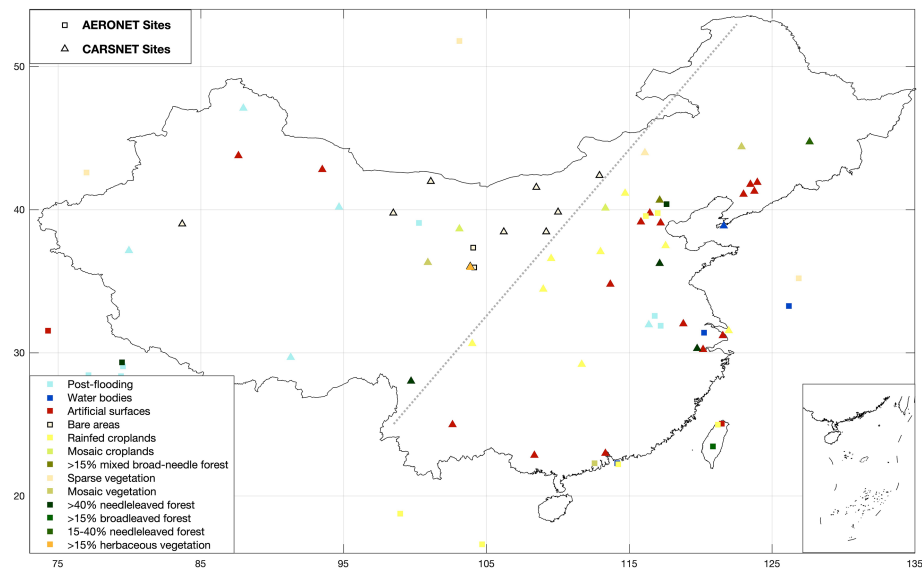 AERONET Sites
CARSNET Sites
50
40
30
20
Post-flooding
Water bodies
Artificial surfaces
Bare areas
Rainfed croplands
Mosaic croplands
>15% mixed broad-needle forest
Sparse vegetation
Mosaic vegetation
>40% needleleaved forest
>15% broadleaved forest
15-40% needleleaved forest
>15% herbaceous vegetation
75 85 95 105 115 125 135